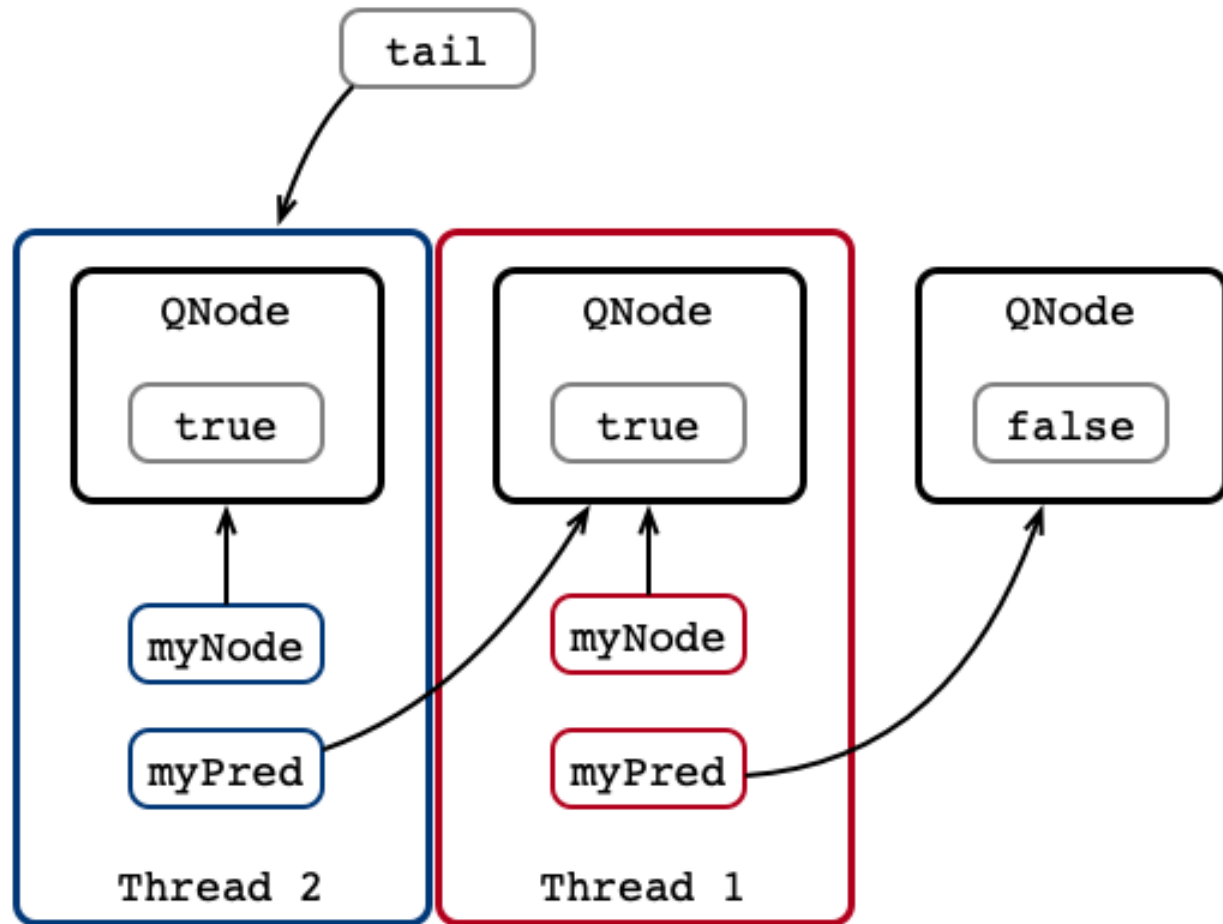 tail
QNode
true
myNode
myPred
Thread 2
QNode
true
myNode
myPred
Thread 1
QNode
false